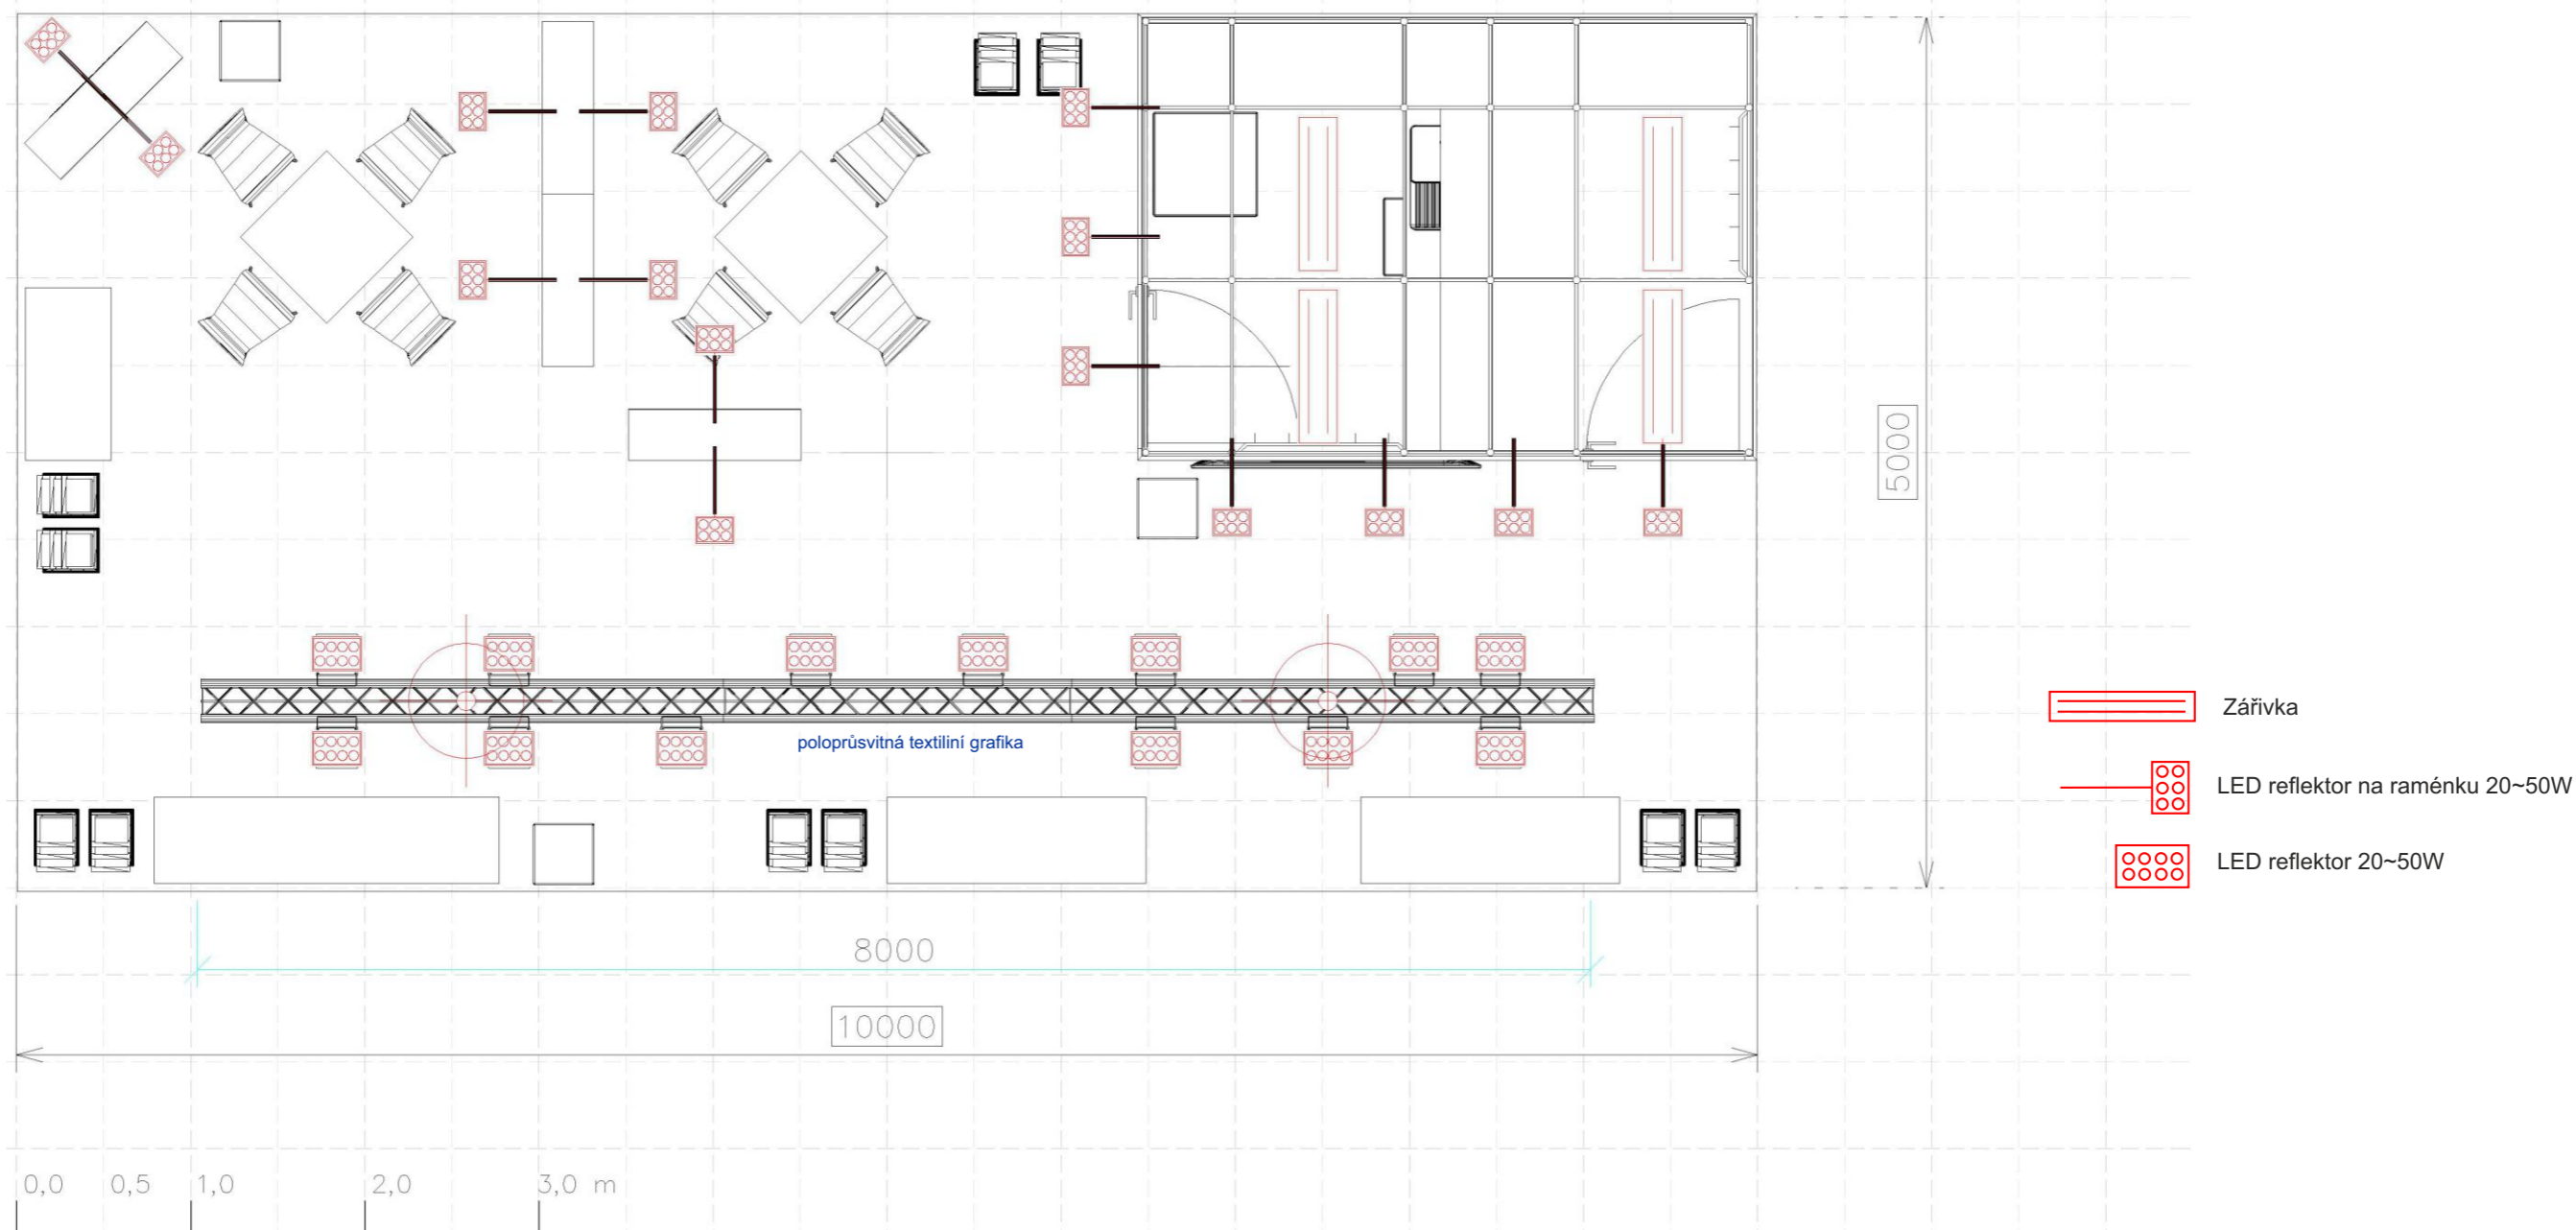 5000
Zářivka
poloprůsvitná textiliní grafika
LED reflektor na raménku 20~50W
LED reflektor 20~50W
8000
10000
0,0 0,5 1,0 2,0 3,0 m